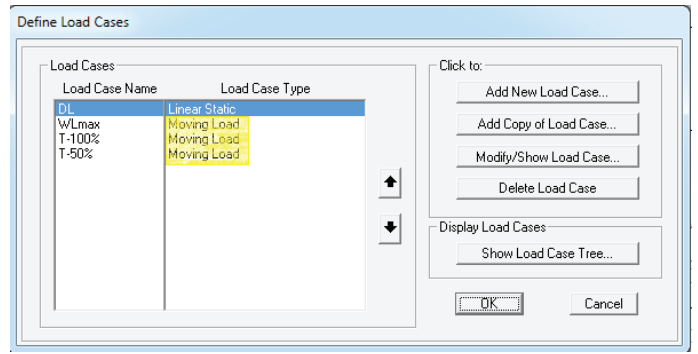 Define Load Cases
Load Cases
Load Case Name Load Case Type
DL Linear Static
WLmax Moving Load
T-100% Moving Load
T-50% Moving Load
Click to:
Add New Load Case...
Add Copy of Load Case...
Modify/Show Load Case...
Delete Load Case
Display Load Cases
Show Load Case Tree...
OK Cancel